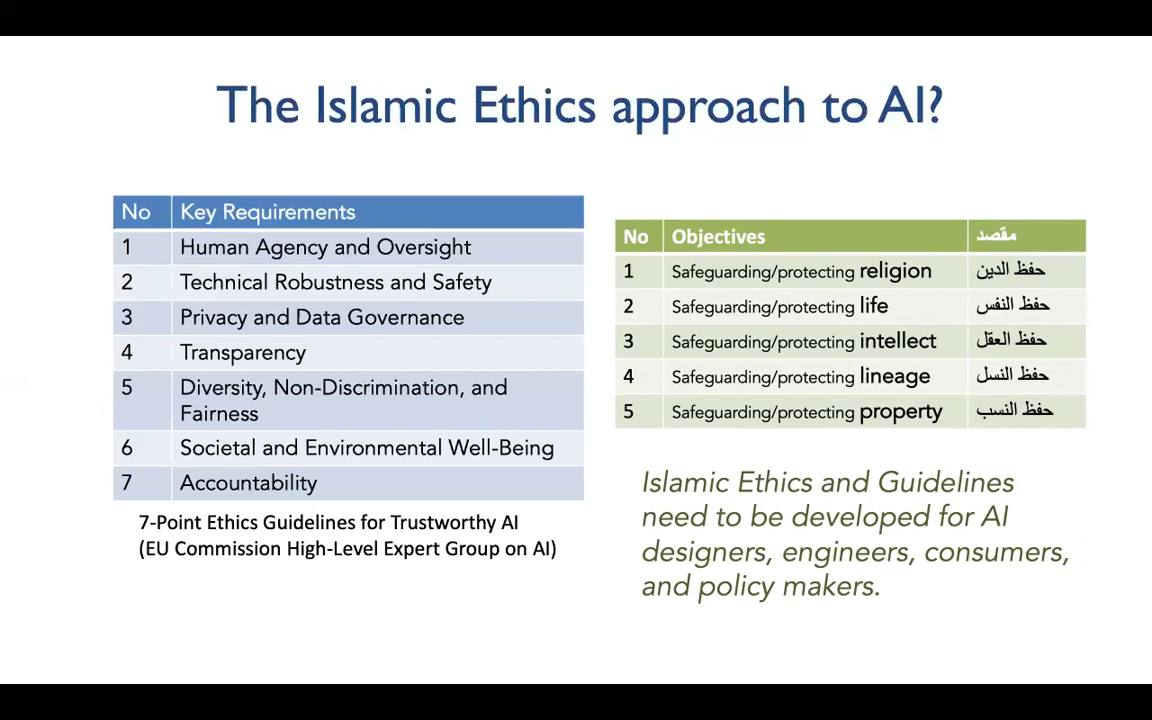 The Islamic Ethics approach to AI?
No Key Requirements
1 Human Agency and Oversight
2 Technical Robustness and Safety
3 Privacy and Data Governance
4 Transparency
5 Diversity, Non-Discrimination, and
Fairness
6 Societal and Environmental Well-Being
7 Accountability
7-Point Ethics Guidelines for Trustworthy AI
(EU Commission High-Level Expert Group on AI)
No Objectives مقصد
1 Safeguarding/protecting religion حفظ الدين
2 Safeguarding/protecting life حفظ النفس
3 Safeguarding/protecting intellect حفظ العقل
4 Safeguarding/protecting lineage حفظ النسل
5 Safeguarding/protecting property حفظ النسب
Islamic Ethics and Guidelines
need to be developed for AI
designers, engineers, consumers,
and policy makers.